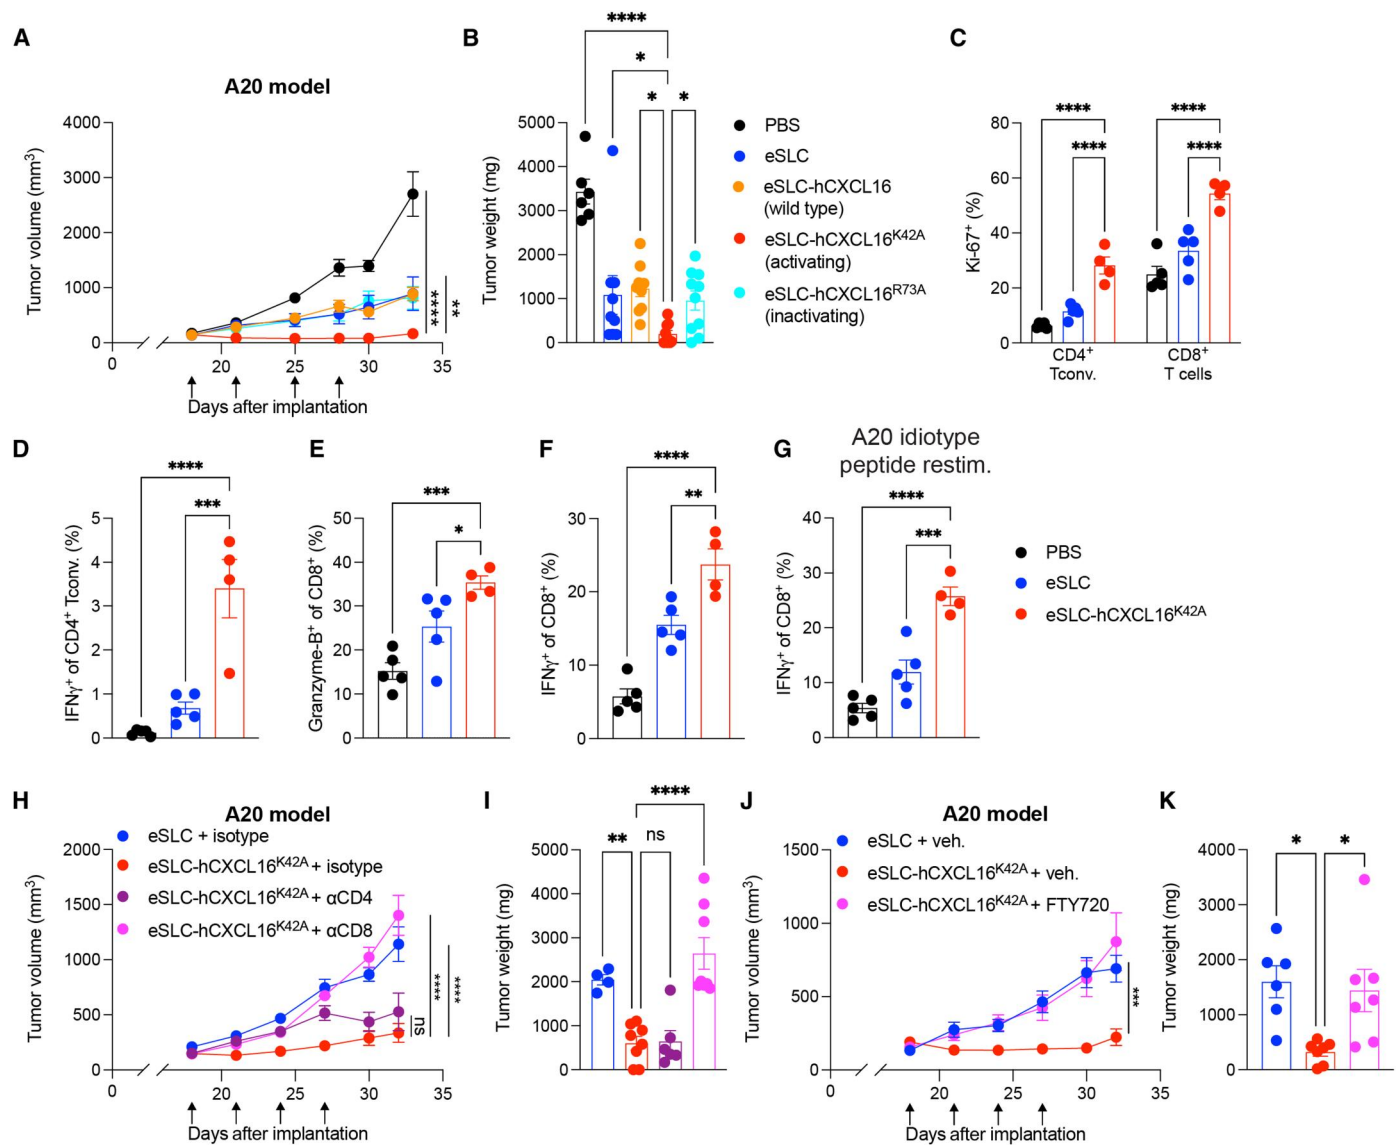 A
A20 model
Tumor volume (mm³)
4000
3000
2000
1000
0
0
20
25
30
35
Days after implantation
****
**
B
****
*
*
*
Tumor weight (mg)
5000
4000
3000
2000
1000
0
PBS
eSLC
eSLC-hCXCL16
(wild type)
eSLC-hCXCL16ᴷ⁴²ᴬ
(activating)
eSLC-hCXCL16ᴿ⁷³ᴬ
(inactivating)
C
****
****
****
****
Ki-67⁺ (%)
80
60
40
20
0
CD4⁺
Tconv.
CD8⁺
T cells
D
****
***
IFNγ⁺ of CD4⁺ Tconv. (%)
5
4
3
2
1
0
E
***
*
Granzyme-B⁺ of CD8⁺ (%)
50
40
30
20
10
0
F
****
**
IFNγ⁺ of CD8⁺ (%)
30
20
10
0
G
A20 idiotype
peptide restim.
****
***
IFNγ⁺ of CD8⁺ (%)
40
30
20
10
0
PBS
eSLC
eSLC-hCXCL16ᴷ⁴²ᴬ
H
A20 model
eSLC + isotype
eSLC-hCXCL16ᴷ⁴²ᴬ + isotype
eSLC-hCXCL16ᴷ⁴²ᴬ + αCD4
eSLC-hCXCL16ᴷ⁴²ᴬ + αCD8
Tumor volume (mm³)
2000
1500
1000
500
0
0
20
25
30
35
Days after implantation
ns
****
****
I
****
**
ns
Tumor weight (mg)
5000
4000
3000
2000
1000
0
J
A20 model
eSLC + veh.
eSLC-hCXCL16ᴷ⁴²ᴬ + veh.
eSLC-hCXCL16ᴷ⁴²ᴬ + FTY720
Tumor volume (mm³)
1500
1000
500
0
0
20
25
30
35
Days after implantation
***
K
*
*
Tumor weight (mg)
4000
3000
2000
1000
0